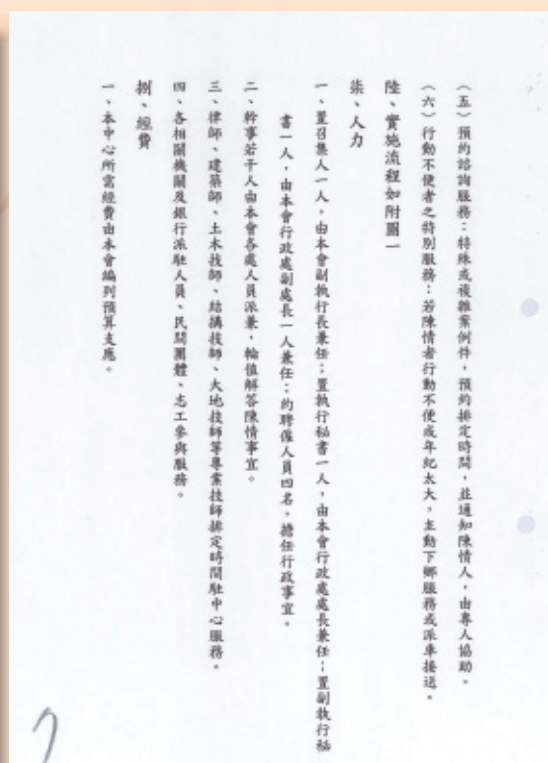 (五)預約諮詢服務：特殊或複雜案例件，預約排定時間，並通知陳情人，由專人協助。
(六)行動不便者之特別服務：若陳情者行動不便或年紀太大，主動下鄉服務或派車接送。
陸、實施流程如附圖一
柒、人力
一、置召集人一人，由本會副執行長兼任；置執行秘書一人，由本會行政處處長兼任；置副執行秘
書一人，由本會行政處副處長一人兼任；約聘僱人員四名，擔任行政事宜。
二、幹事若干人由本會各處人員派兼，輪值解答陳情事宜。
三、律師、建築師、土木技師、結構技師、大地技師等專業技師排定時間駐中心服務。
四、各相關機關及銀行派駐人員、民間團體、志工參與服務。
捌、經費
一、本中心所需經費由本會編列預算支應。
7